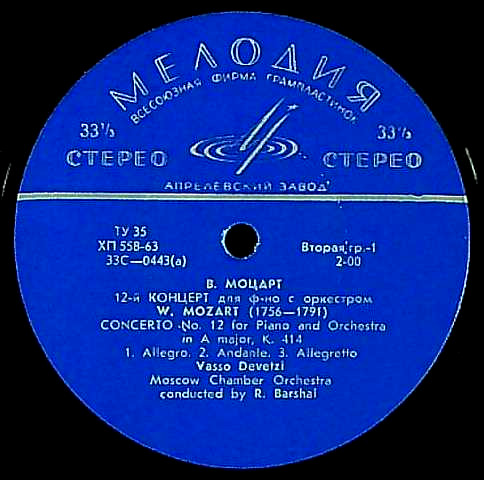 МЕЛОДИЯ
ВСЕСОЮЗНАЯ ФИРМА ГРАМПЛАСТИНОК
33⅓ 33⅓
СТЕРЕО СТЕРЕО
АПРЕЛЕВСКИЙ ЗАВОД
ТУ 35
ХП 558-63 Вторая гр.-1
33С—0443(а) 2-00
В. МОЦАРТ
12-й КОНЦЕРТ для ф-но с оркестром
W. MOZART (1756—1791)
CONCERTO No. 12 for Piano and Orchestra
in A major, K. 414
1. Allegro. 2. Andante. 3. Allegretto
Vasso Devetzi
Moscow Chamber Orchestra
conducted by R. Barshai